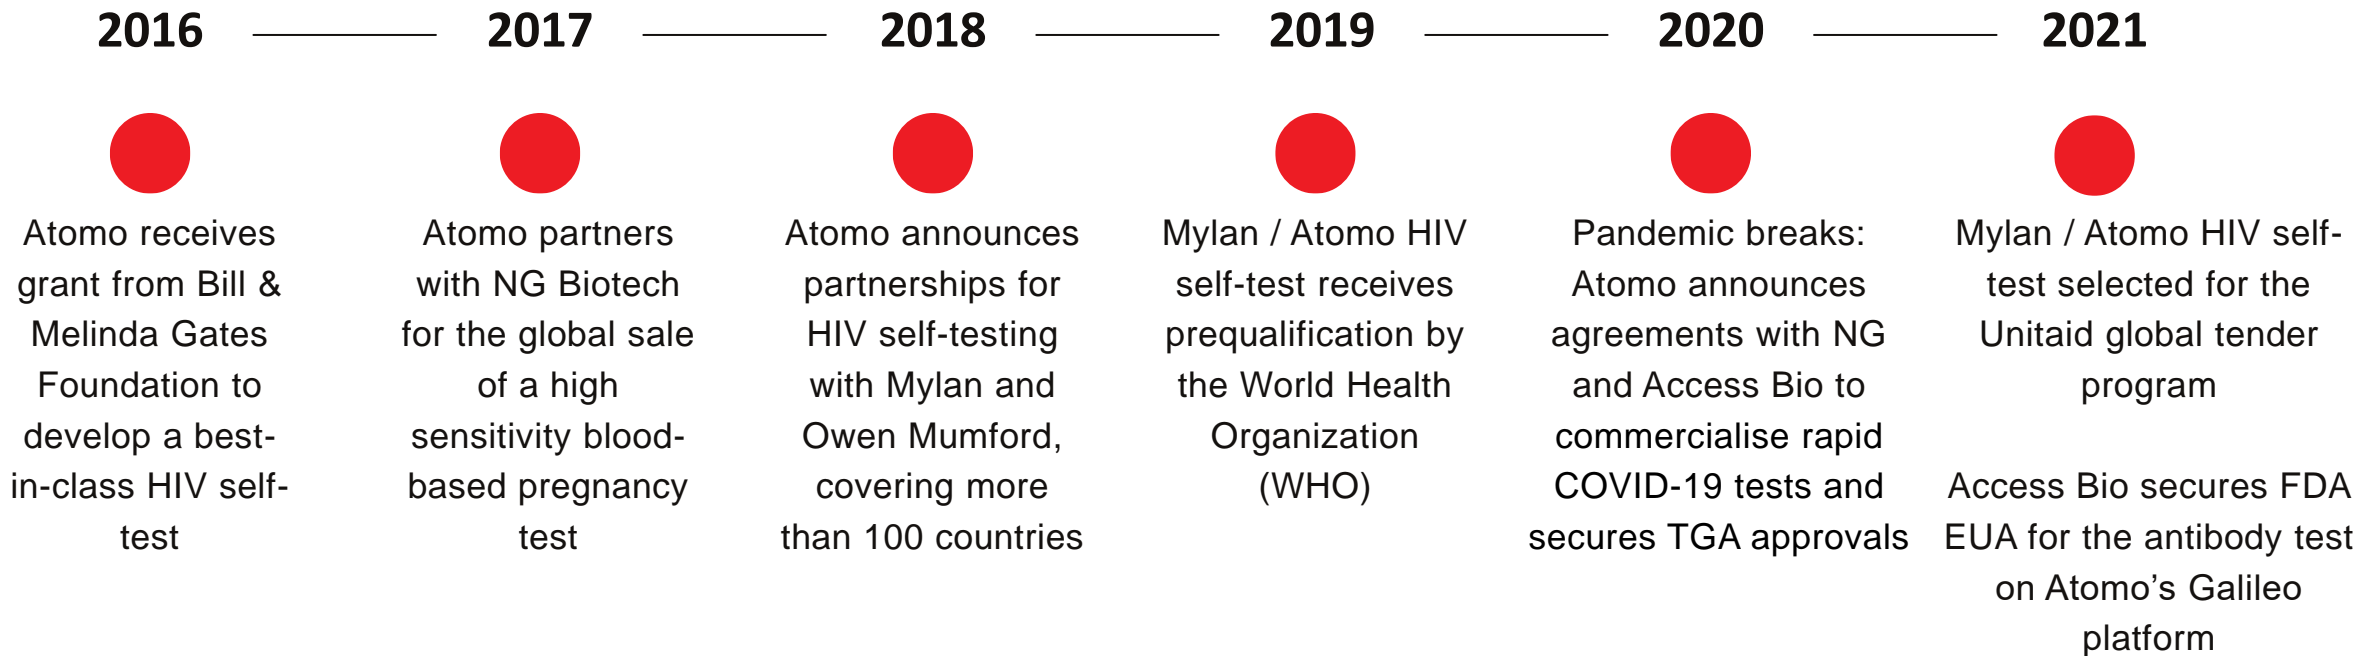 2016
2017
2018
2019
2020
2021
Atomo receives
grant from Bill &
Melinda Gates
Foundation to
develop a best-
in-class HIV self-
test
Atomo partners
with NG Biotech
for the global sale
of a high
sensitivity blood-
based pregnancy
test
Atomo announces
partnerships for
HIV self-testing
with Mylan and
Owen Mumford,
covering more
than 100 countries
Mylan / Atomo HIV
self-test receives
prequalification by
the World Health
Organization
(WHO)
Pandemic breaks:
Atomo announces
agreements with NG
and Access Bio to
commercialise rapid
COVID-19 tests and
secures TGA approvals
Mylan / Atomo HIV self-
test selected for the
Unitaid global tender
program
Access Bio secures FDA
EUA for the antibody test
on Atomo’s Galileo
platform